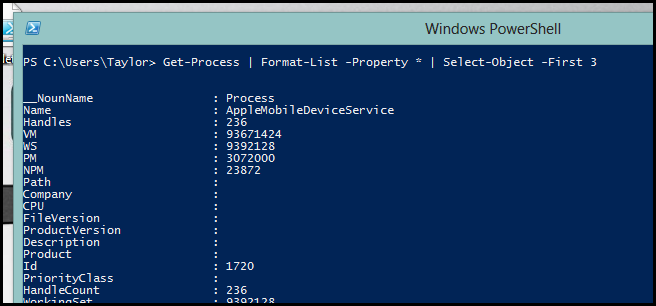 Windows PowerShell
PS C:\Users\Taylor> Get-Process | Format-List -Property * | Select-Object -First 3
__NounName : Process
Name : AppleMobileDeviceService
Handles : 236
VM : 93671424
WS : 9392128
PM : 3072000
NPM : 23872
Path :
Company :
CPU :
FileVersion :
ProductVersion :
Description :
Product :
Id : 1720
PriorityClass :
HandleCount : 236
WorkingSet : 9392128